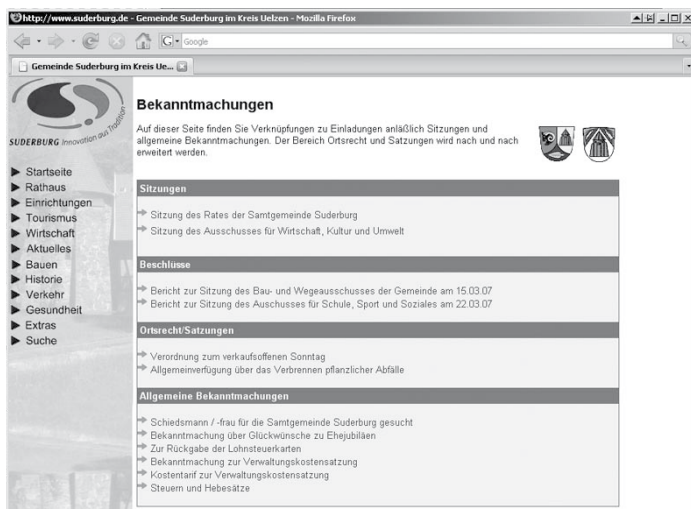 http://www.suderburg.de - Gemeinde Suderburg im Kreis Uelzen - Mozilla Firefox
G Google
Gemeinde Suderburg im Kreis Ue...
SUDERBURG Innovation aus Tradition
Startseite
Rathaus
Einrichtungen
Tourismus
Wirtschaft
Aktuelles
Bauen
Historie
Verkehr
Gesundheit
Extras
Suche
Bekanntmachungen
Auf dieser Seite finden Sie Verknüpfungen zu Einladungen anläßlich Sitzungen und
allgemeine Bekanntmachungen. Der Bereich Ortsrecht und Satzungen wird nach und nach
erweitert werden.
Sitzungen
Sitzung des Rates der Samtgemeinde Suderburg
Sitzung des Ausschusses für Wirtschaft, Kultur und Umwelt
Beschlüsse
Bericht zur Sitzung des Bau- und Wegeausschusses der Gemeinde am 15.03.07
Bericht zur Sitzung des Auschusses für Schule, Sport und Soziales am 22.03.07
Ortsrecht/Satzungen
Verordnung zum verkaufsoffenen Sonntag
Allgemeinverfügung über das Verbrennen pflanzlicher Abfälle
Allgemeine Bekanntmachungen
Schiedsmann / -frau für die Samtgemeinde Suderburg gesucht
Bekanntmachung über Glückwünsche zu Ehejubiläen
Zur Rückgabe der Lohnsteuerkarten
Bekanntmachung zur Verwaltungskostensatzung
Kostentarif zur Verwaltungskostensatzung
Steuern und Hebesätze